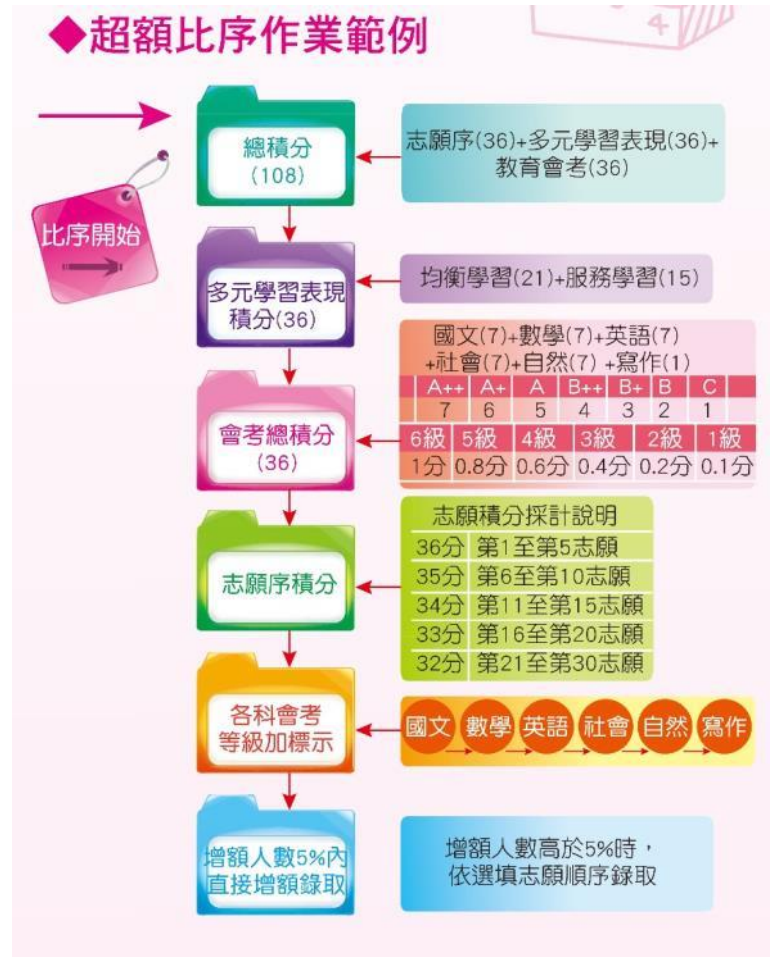 ◆超額比序作業範例
4
比序開始
總積分
(108)
志願序(36)+多元學習表現(36)+
教育會考(36)
多元學習表現
積分(36)
均衡學習(21)+服務學習(15)
會考總積分
(36)
國文(7)+數學(7)+英語(7)
+社會(7)+自然(7) +寫作(1)
A++ A+ A B++ B+ B C
7 6 5 4 3 2 1
6級 5級 4級 3級 2級 1級
1分 0.8分 0.6分 0.4分 0.2分 0.1分
志願序積分
志願積分採計說明
36分 第1至第5志願
35分 第6至第10志願
34分 第11至第15志願
33分 第16至第20志願
32分 第21至第30志願
各科會考
等級加標示
國文 數學 英語 社會 自然 寫作
增額人數5%內
直接增額錄取
增額人數高於5%時，
依選填志願順序錄取